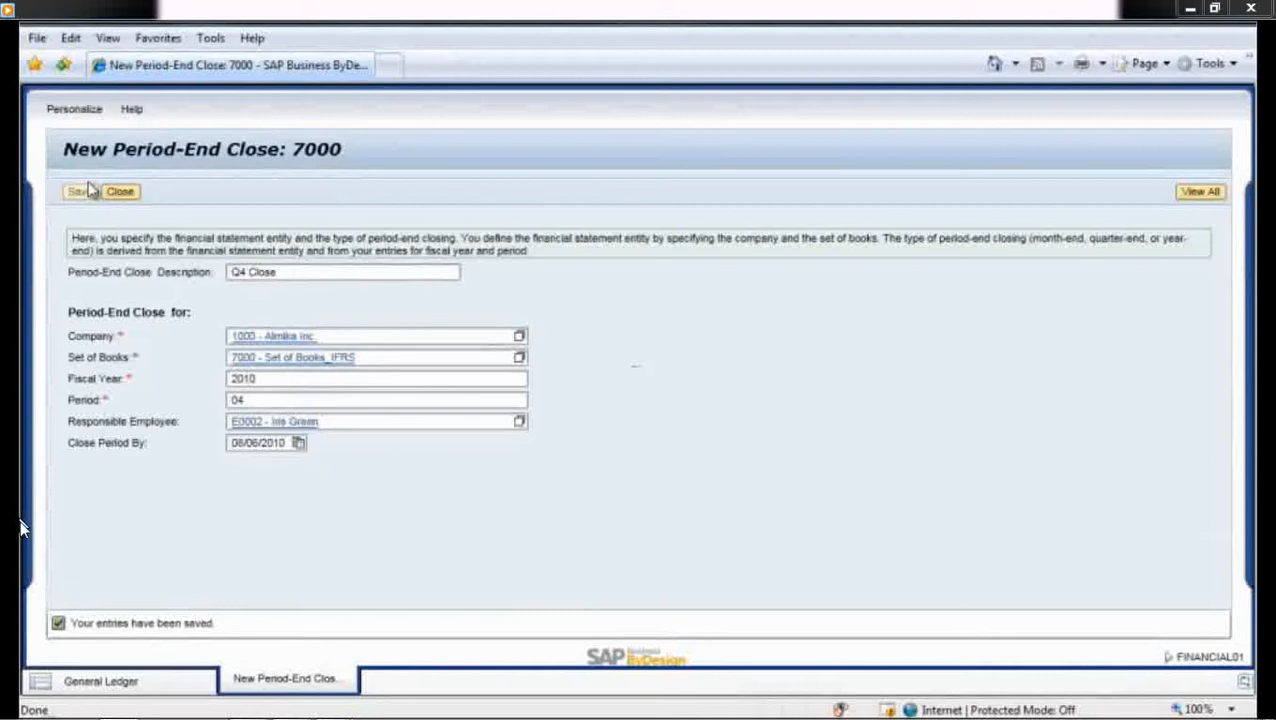 File Edit View Favorites Tools Help
New Period-End Close: 7000 - SAP Business ByDe...
Page Tools
Personalize Help
New Period-End Close: 7000
Close View All
Here, you specify the financial statement entity and the type of period-end closing. You define the financial statement entity by specifying the company and the set of books. The type of period-end closing (month-end, quarter-end, or year-
end) is derived from the financial statement entity and from your entries for fiscal year and period
Period-End Close Description: Q4 Close
Period-End Close for:
Company * 1000 - Almika Inc
Set of Books * 7000 - Set of Books_IFRS
Fiscal Year: * 2010
Period: * 04
Responsible Employee: E0002 - Iris Green
Close Period By: 08/06/2010
Your entries have been saved.
SAP Business ByDesign
FINANCIAL01
General Ledger New Period-End Clos...
Done Internet | Protected Mode: Off 100%